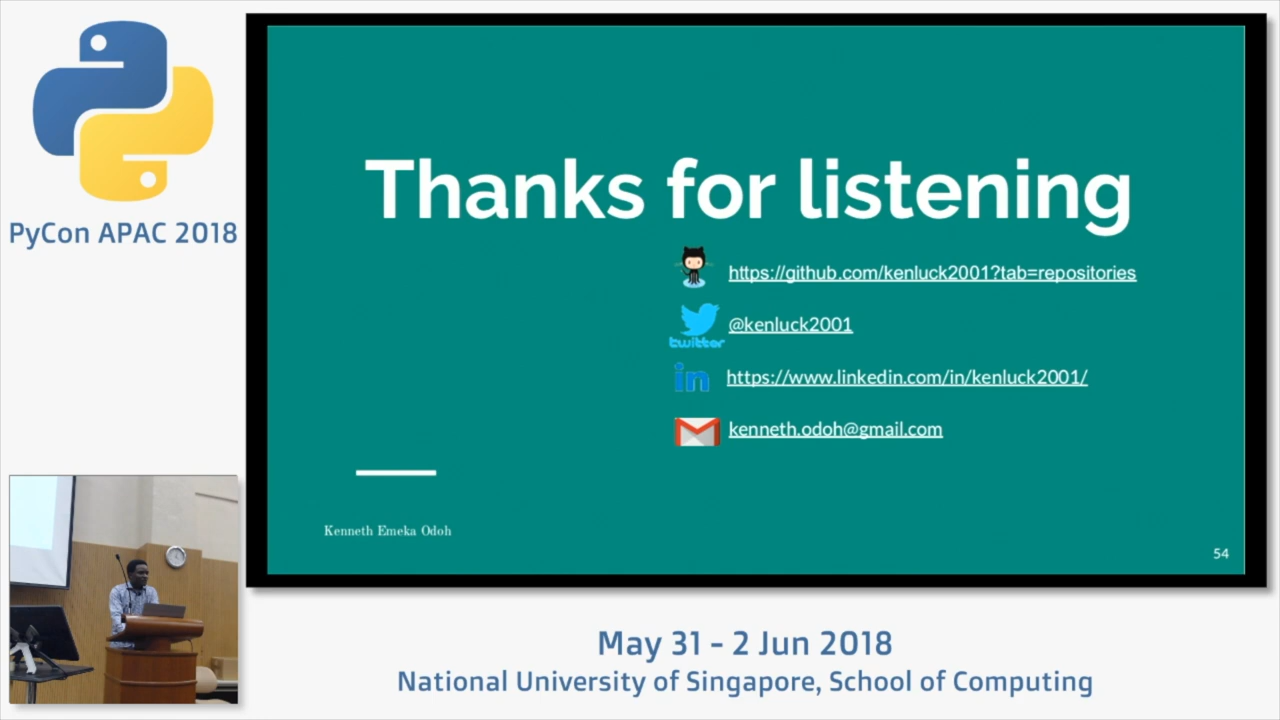 PyCon APAC 2018
Thanks for listening
https://github.com/kenluck2001?tab=repositories
twitter
@kenluck2001
in
https://www.linkedin.com/in/kenluck2001/
kenneth.odoh@gmail.com
Kenneth Emeka Odoh
54
May 31 - 2 Jun 2018
National University of Singapore, School of Computing